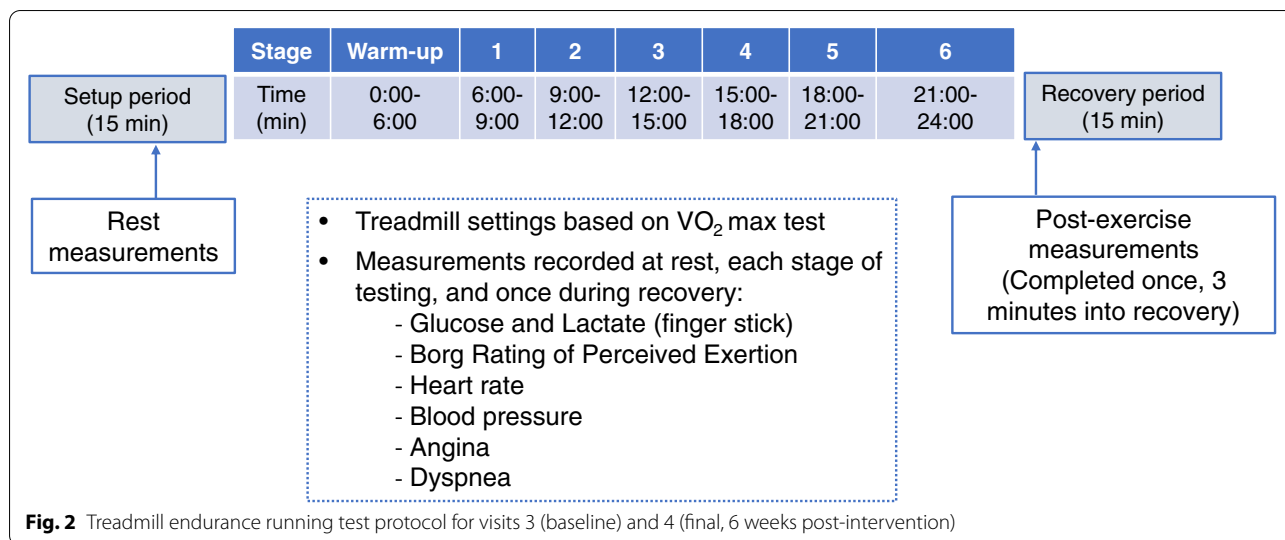 Stage Warm-up 1 2 3 4 5 6
Setup period
(15 min)
Time
(min)
0:00-
6:00
6:00-
9:00
9:00-
12:00
12:00-
15:00
15:00-
18:00
18:00-
21:00
21:00-
24:00
Recovery period
(15 min)
Rest
measurements
• Treadmill settings based on VO₂ max test
• Measurements recorded at rest, each stage of
testing, and once during recovery:
- Glucose and Lactate (finger stick)
- Borg Rating of Perceived Exertion
- Heart rate
- Blood pressure
- Angina
- Dyspnea
Post-exercise
measurements
(Completed once, 3
minutes into recovery)
Fig. 2 Treadmill endurance running test protocol for visits 3 (baseline) and 4 (final, 6 weeks post-intervention)